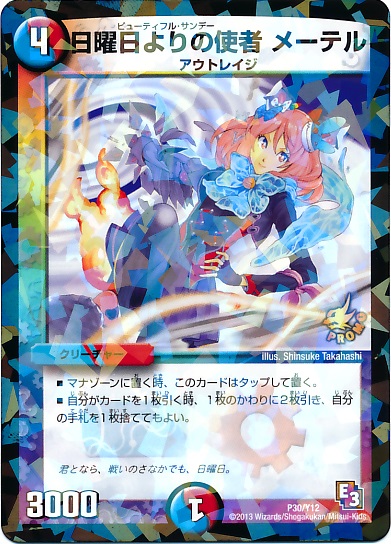 ビューティフル・サンデー
4
日曜日よりの使者 メーテル
アウトレイジ
PROMO
illus. Shinsuke Takahashi
クリーチャー
■ マナゾーンに置く時、このカードはタップして置く。
■ 自分がカードを1枚引く時、1枚のかわりに2枚引き、自分
の手札を1枚捨ててもよい。
君となら、戦いのさなかでも、日曜日。
3000
1
E3
P30/Y12
©2013 Wizards/Shogakukan/Mitsui-Kids